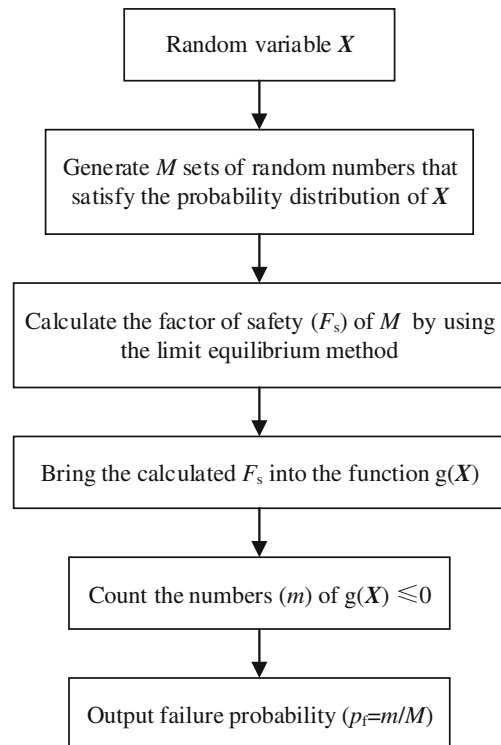 Random variable X
Generate M sets of random numbers that
satisfy the probability distribution of X
Calculate the factor of safety (Fs) of M by using
the limit equilibrium method
Bring the calculated Fs into the function g(X)
Count the numbers (m) of g(X) ≤0
Output failure probability (pf=m/M)